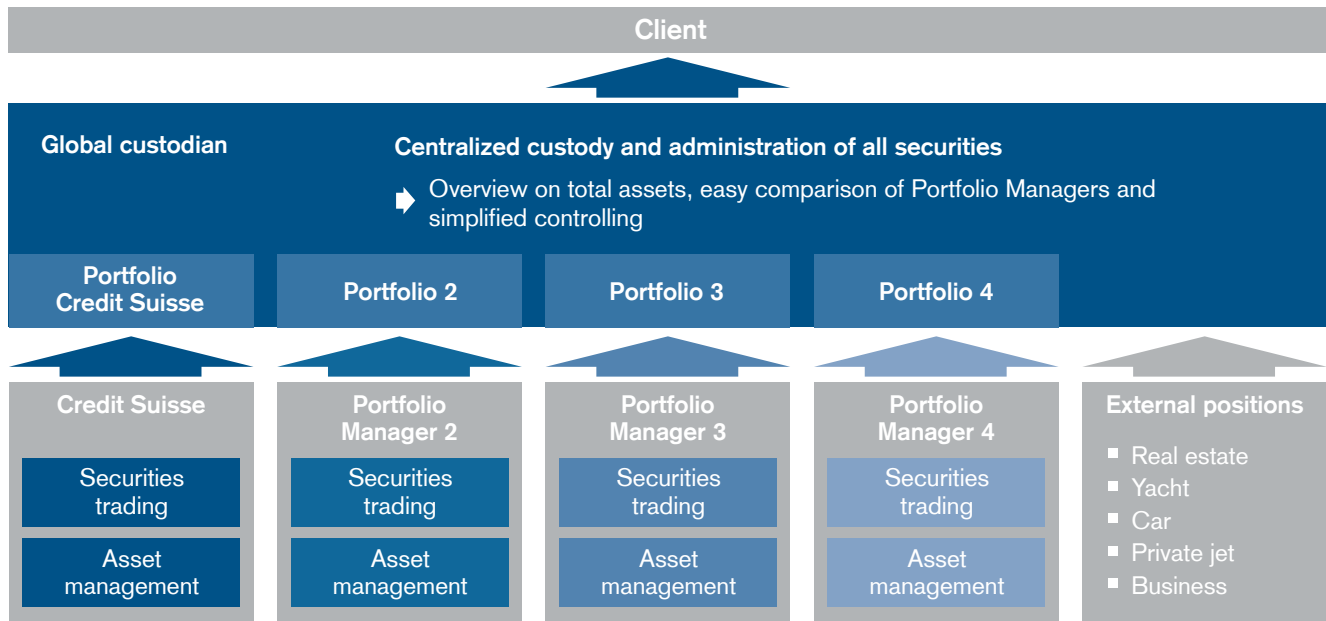 Client
Global custodian
Centralized custody and administration of all securities
Overview on total assets, easy comparison of Portfolio Managers and
simplified controlling
Portfolio
Credit Suisse
Portfolio 2
Portfolio 3
Portfolio 4
Credit Suisse
Securities
trading
Asset
management
Portfolio
Manager 2
Securities
trading
Asset
management
Portfolio
Manager 3
Securities
trading
Asset
management
Portfolio
Manager 4
Securities
trading
Asset
management
External positions
Real estate
Yacht
Car
Private jet
Business